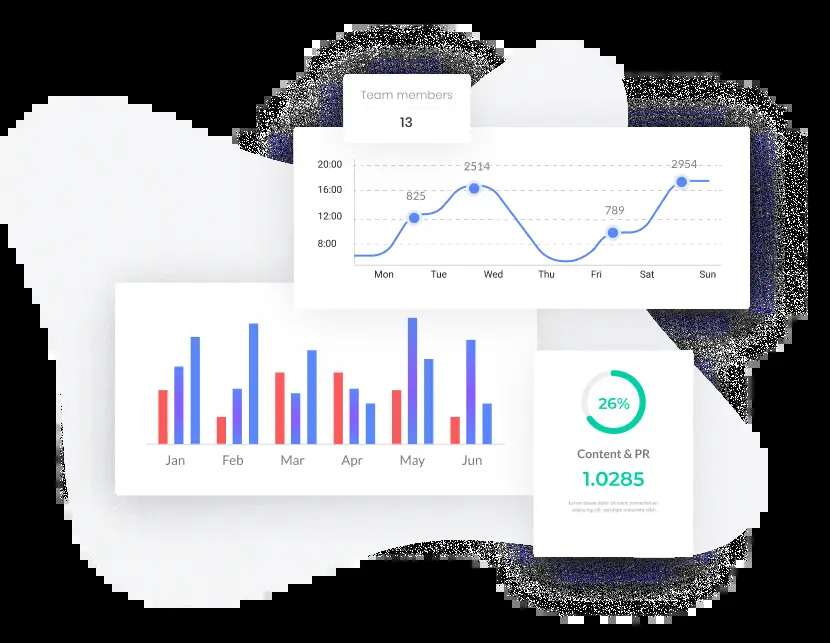 Team members
13
20:00
16:00
12:00
8:00
825
2514
789
2954
Mon Tue Wed Thu Fri Sat Sun
Jan Feb Mar Apr May Jun
26%
Content & PR
1.0285